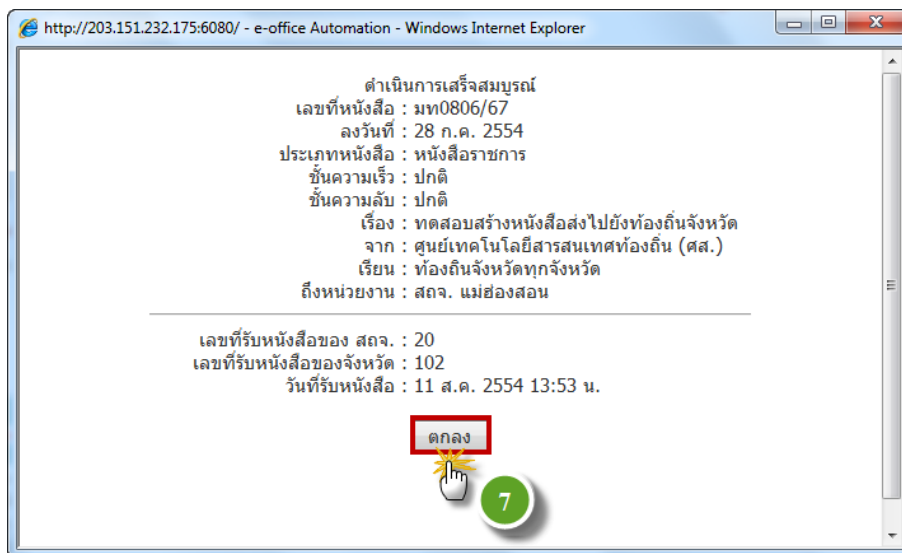 http://203.151.232.175:6080/ - e-office Automation - Windows Internet Explorer
ดำเนินการเสร็จสมบูรณ์
เลขที่หนังสือ : มท0806/67
ลงวันที่ : 28 ก.ค. 2554
ประเภทหนังสือ : หนังสือราชการ
ชั้นความเร็ว : ปกติ
ชั้นความลับ : ปกติ
เรื่อง : ทดสอบสร้างหนังสือส่งไปยังท้องถิ่นจังหวัด
จาก : ศูนย์เทคโนโลยีสารสนเทศท้องถิ่น (ศส.)
เรียน : ท้องถิ่นจังหวัดทุกจังหวัด
ถึงหน่วยงาน : สถจ. แม่ฮ่องสอน
เลขที่รับหนังสือของ สถจ. : 20
เลขที่รับหนังสือของจังหวัด : 102
วันที่รับหนังสือ : 11 ส.ค. 2554 13:53 น.
ตกลง
7